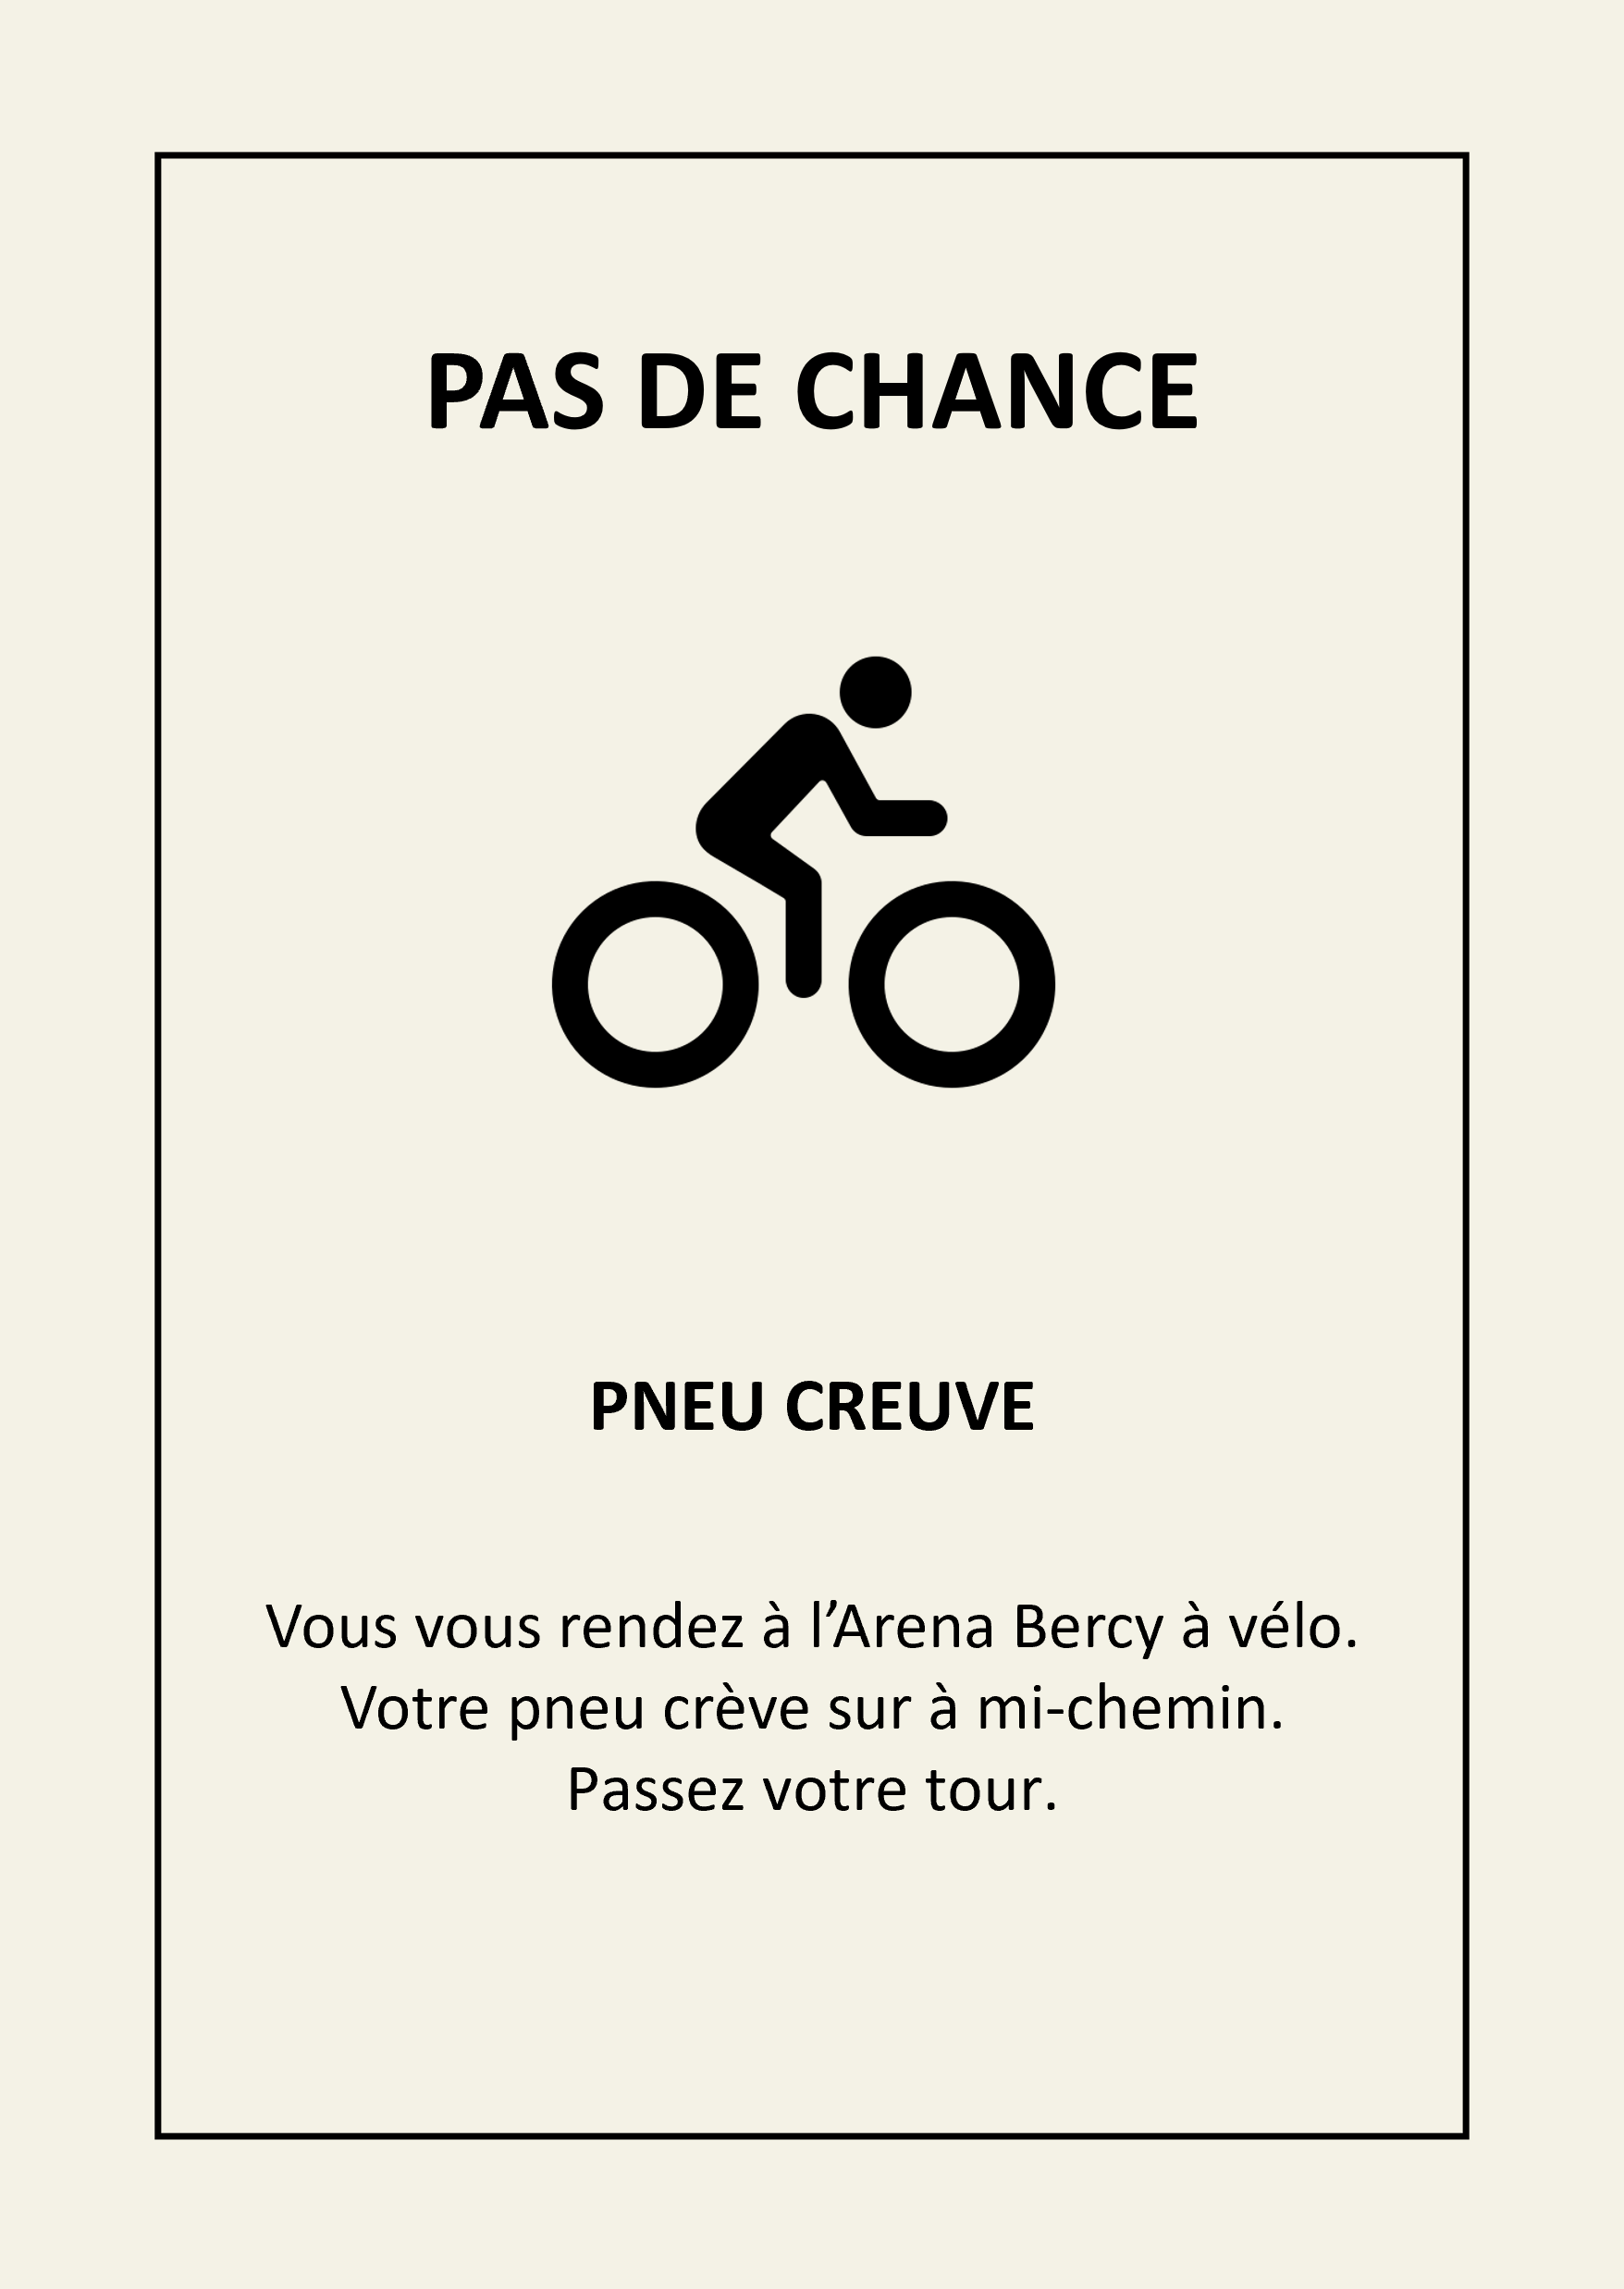 PAS DE CHANCE
PNEU CREUVE
Vous vous rendez à l’Arena Bercy à vélo.
Votre pneu crève sur à mi-chemin.
Passez votre tour.